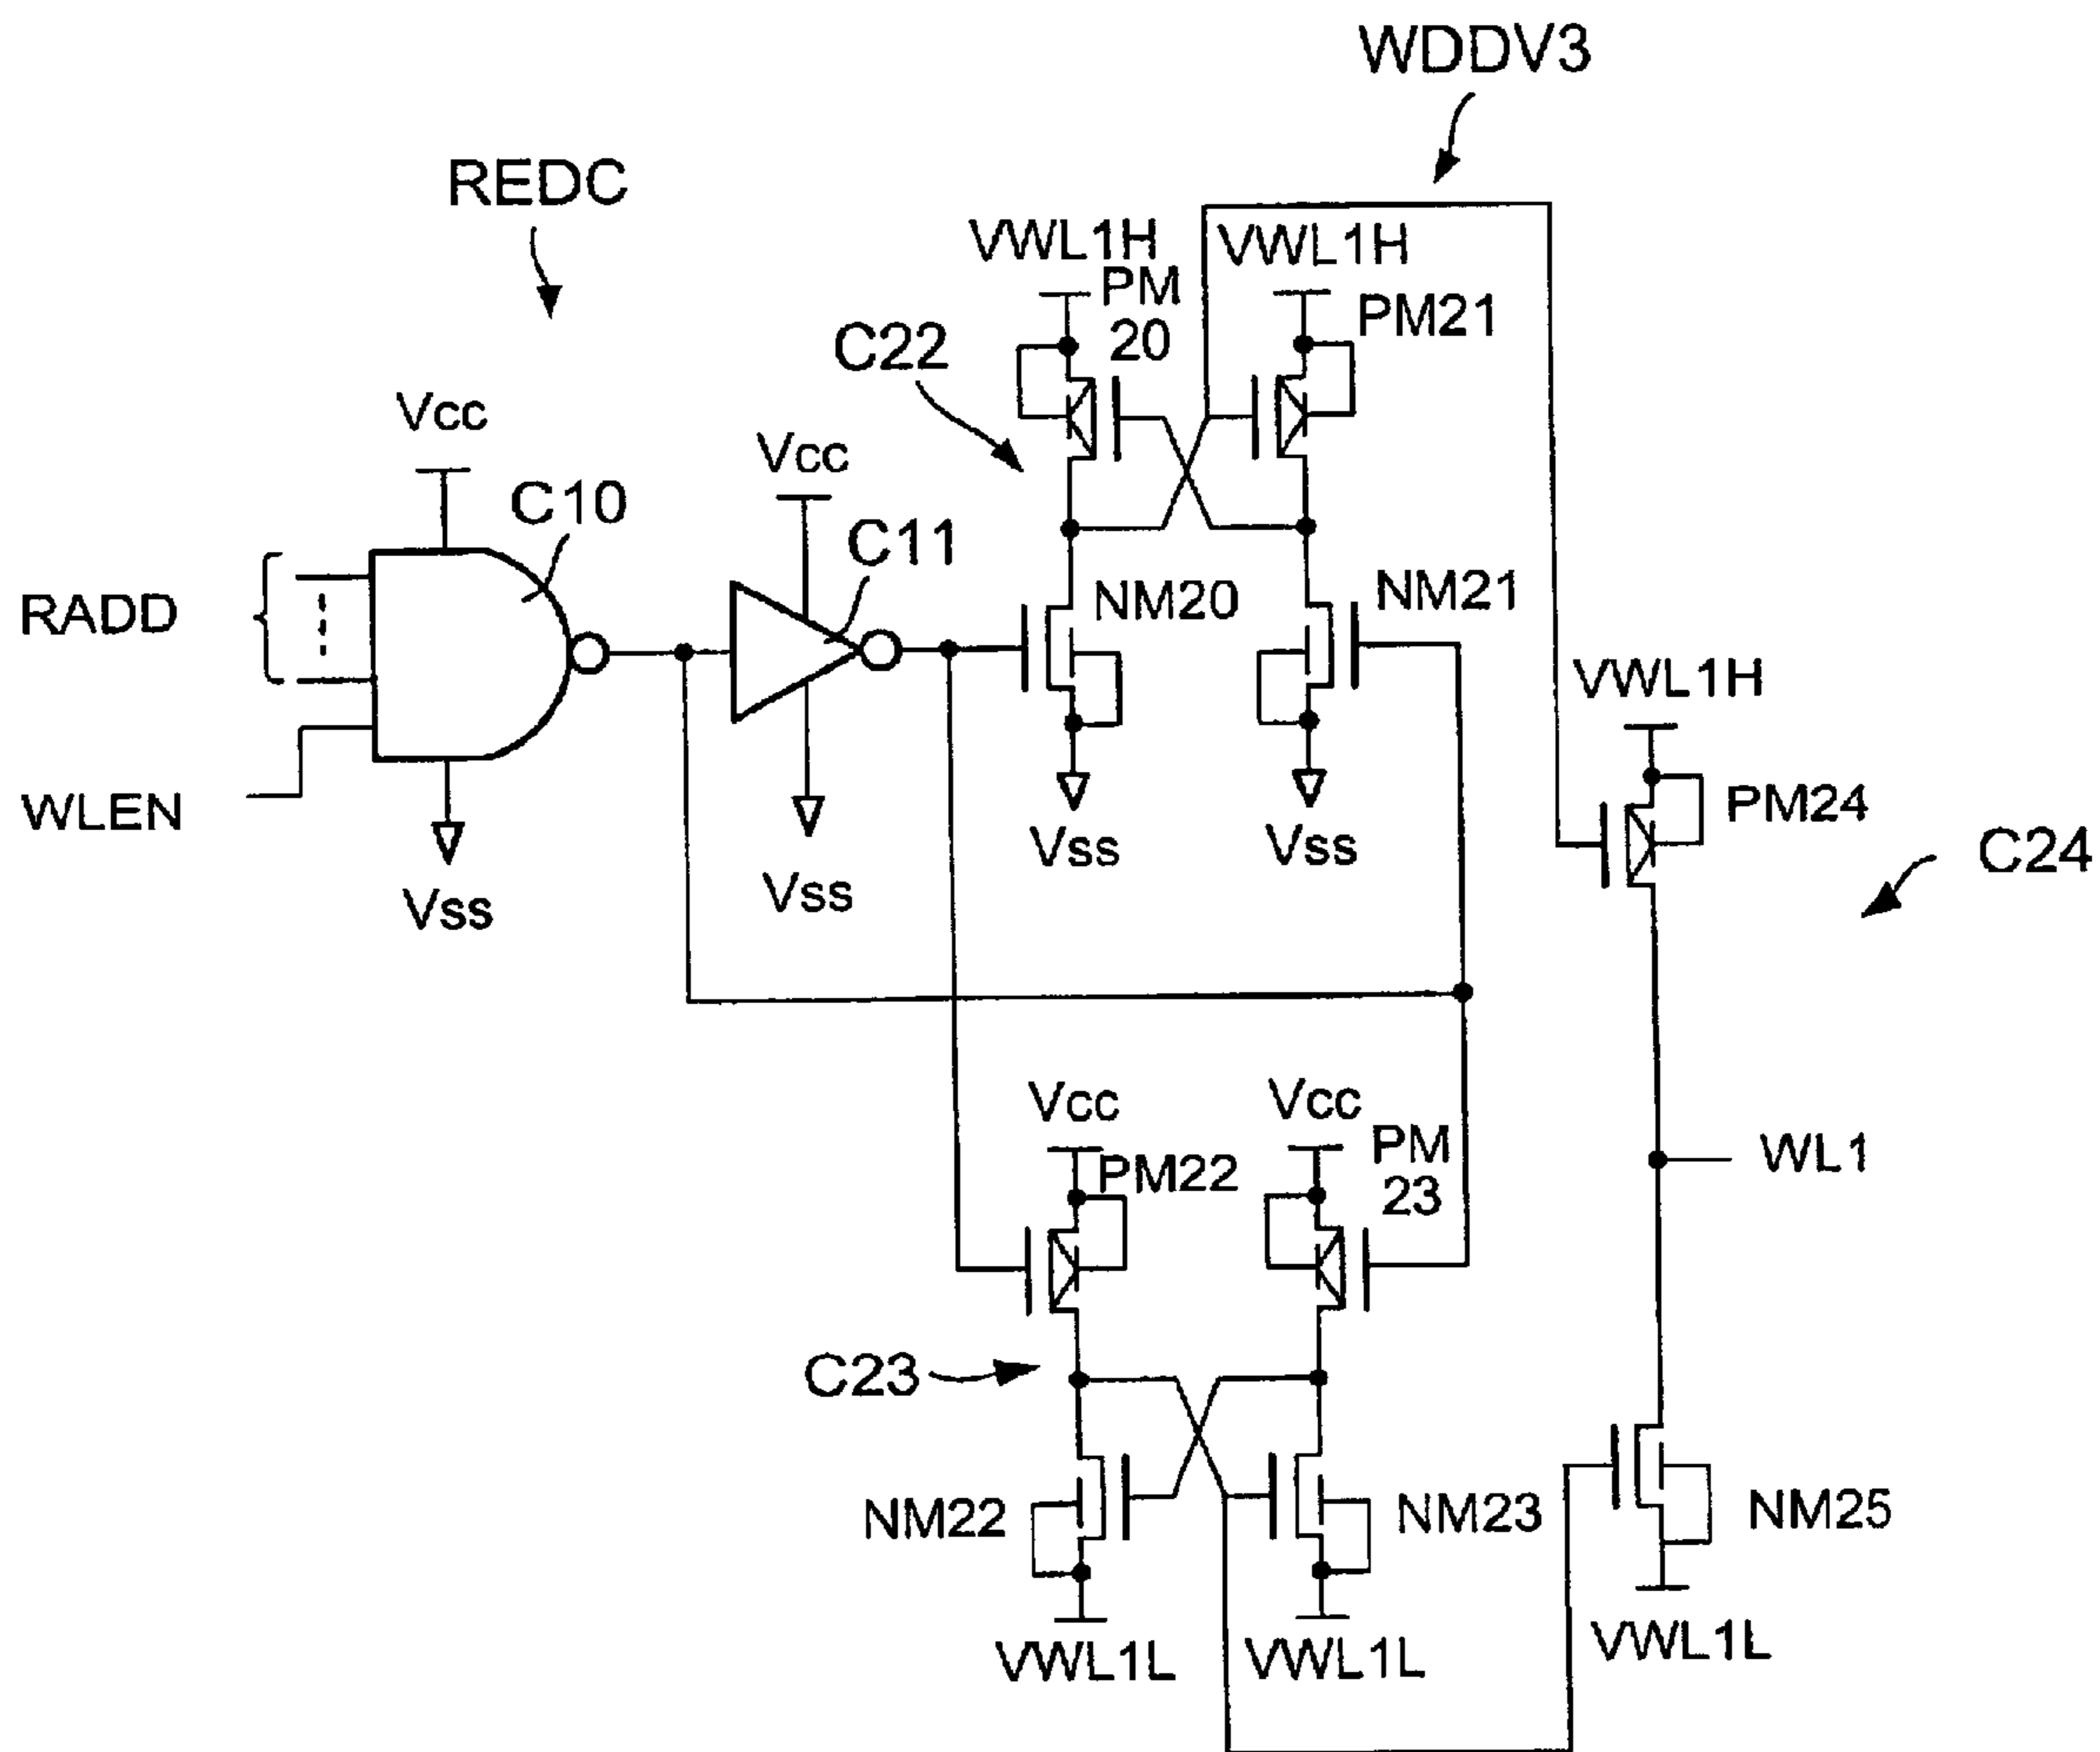 WDDV3
REDC
VWL1H
VWL1H
PM
20
PM21
C22
Vcc
Vcc
C10
C11
NM20
NM21
RADD
VWL1H
WLEN
PM24
Vss
Vss
C24
Vss
Vss
Vcc
Vcc
PM22
PM
23
WL1
C23
NM22
NM23
NM25
VWL1L
VWL1L
VWL1L